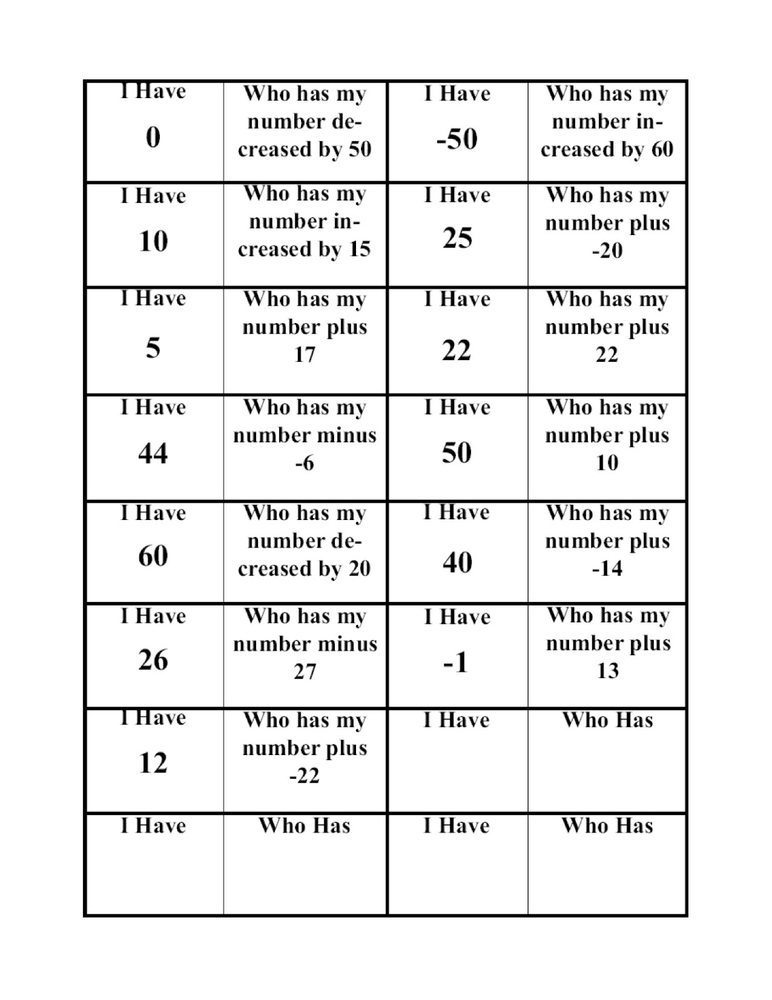 I Have
0
Who has my
number de-
creased by 50
I Have
-50
Who has my
number in-
creased by 60
I Have
10
Who has my
number in-
creased by 15
I Have
25
Who has my
number plus
-20
I Have
5
Who has my
number plus
17
I Have
22
Who has my
number plus
22
I Have
44
Who has my
number minus
-6
I Have
50
Who has my
number plus
10
I Have
60
Who has my
number de-
creased by 20
I Have
40
Who has my
number plus
-14
I Have
26
Who has my
number minus
27
I Have
-1
Who has my
number plus
13
I Have
12
Who has my
number plus
-22
I Have
Who Has
I Have
Who Has
I Have
Who Has